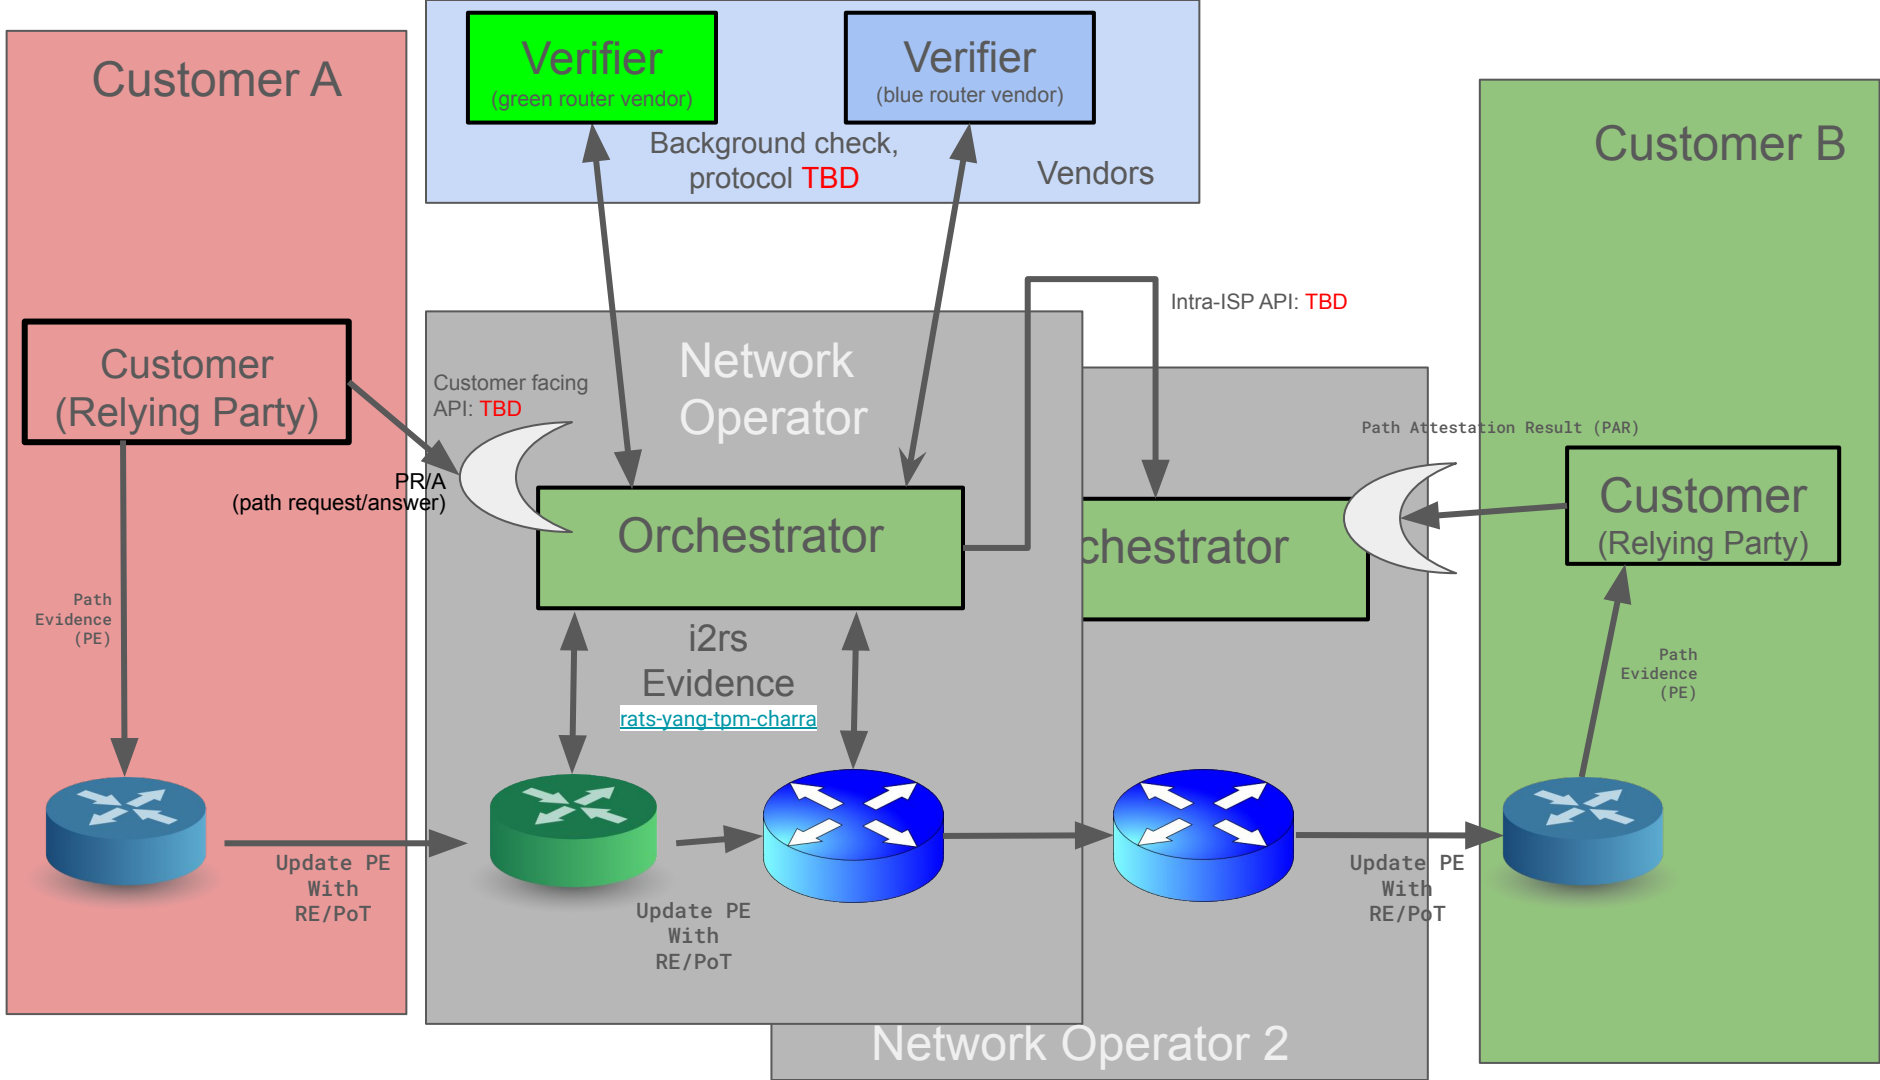 Customer A
Verifier
(green router vendor)
Verifier
(blue router vendor)
Background check,
protocol TBD
Vendors
Customer B
Customer
(Relying Party)
Customer facing
API: TBD
PR/A
(path request/answer)
Network
Operator
Intra-ISP API: TBD
Path Attestation Result (PAR)
Orchestrator
chestrator
Customer
(Relying Party)
Path
Evidence
(PE)
i2rs
Evidence
rats-yang-tpm-charra
Path
Evidence
(PE)
Update PE
With
RE/PoT
Update PE
With
RE/PoT
Update PE
With
RE/PoT
Network Operator 2